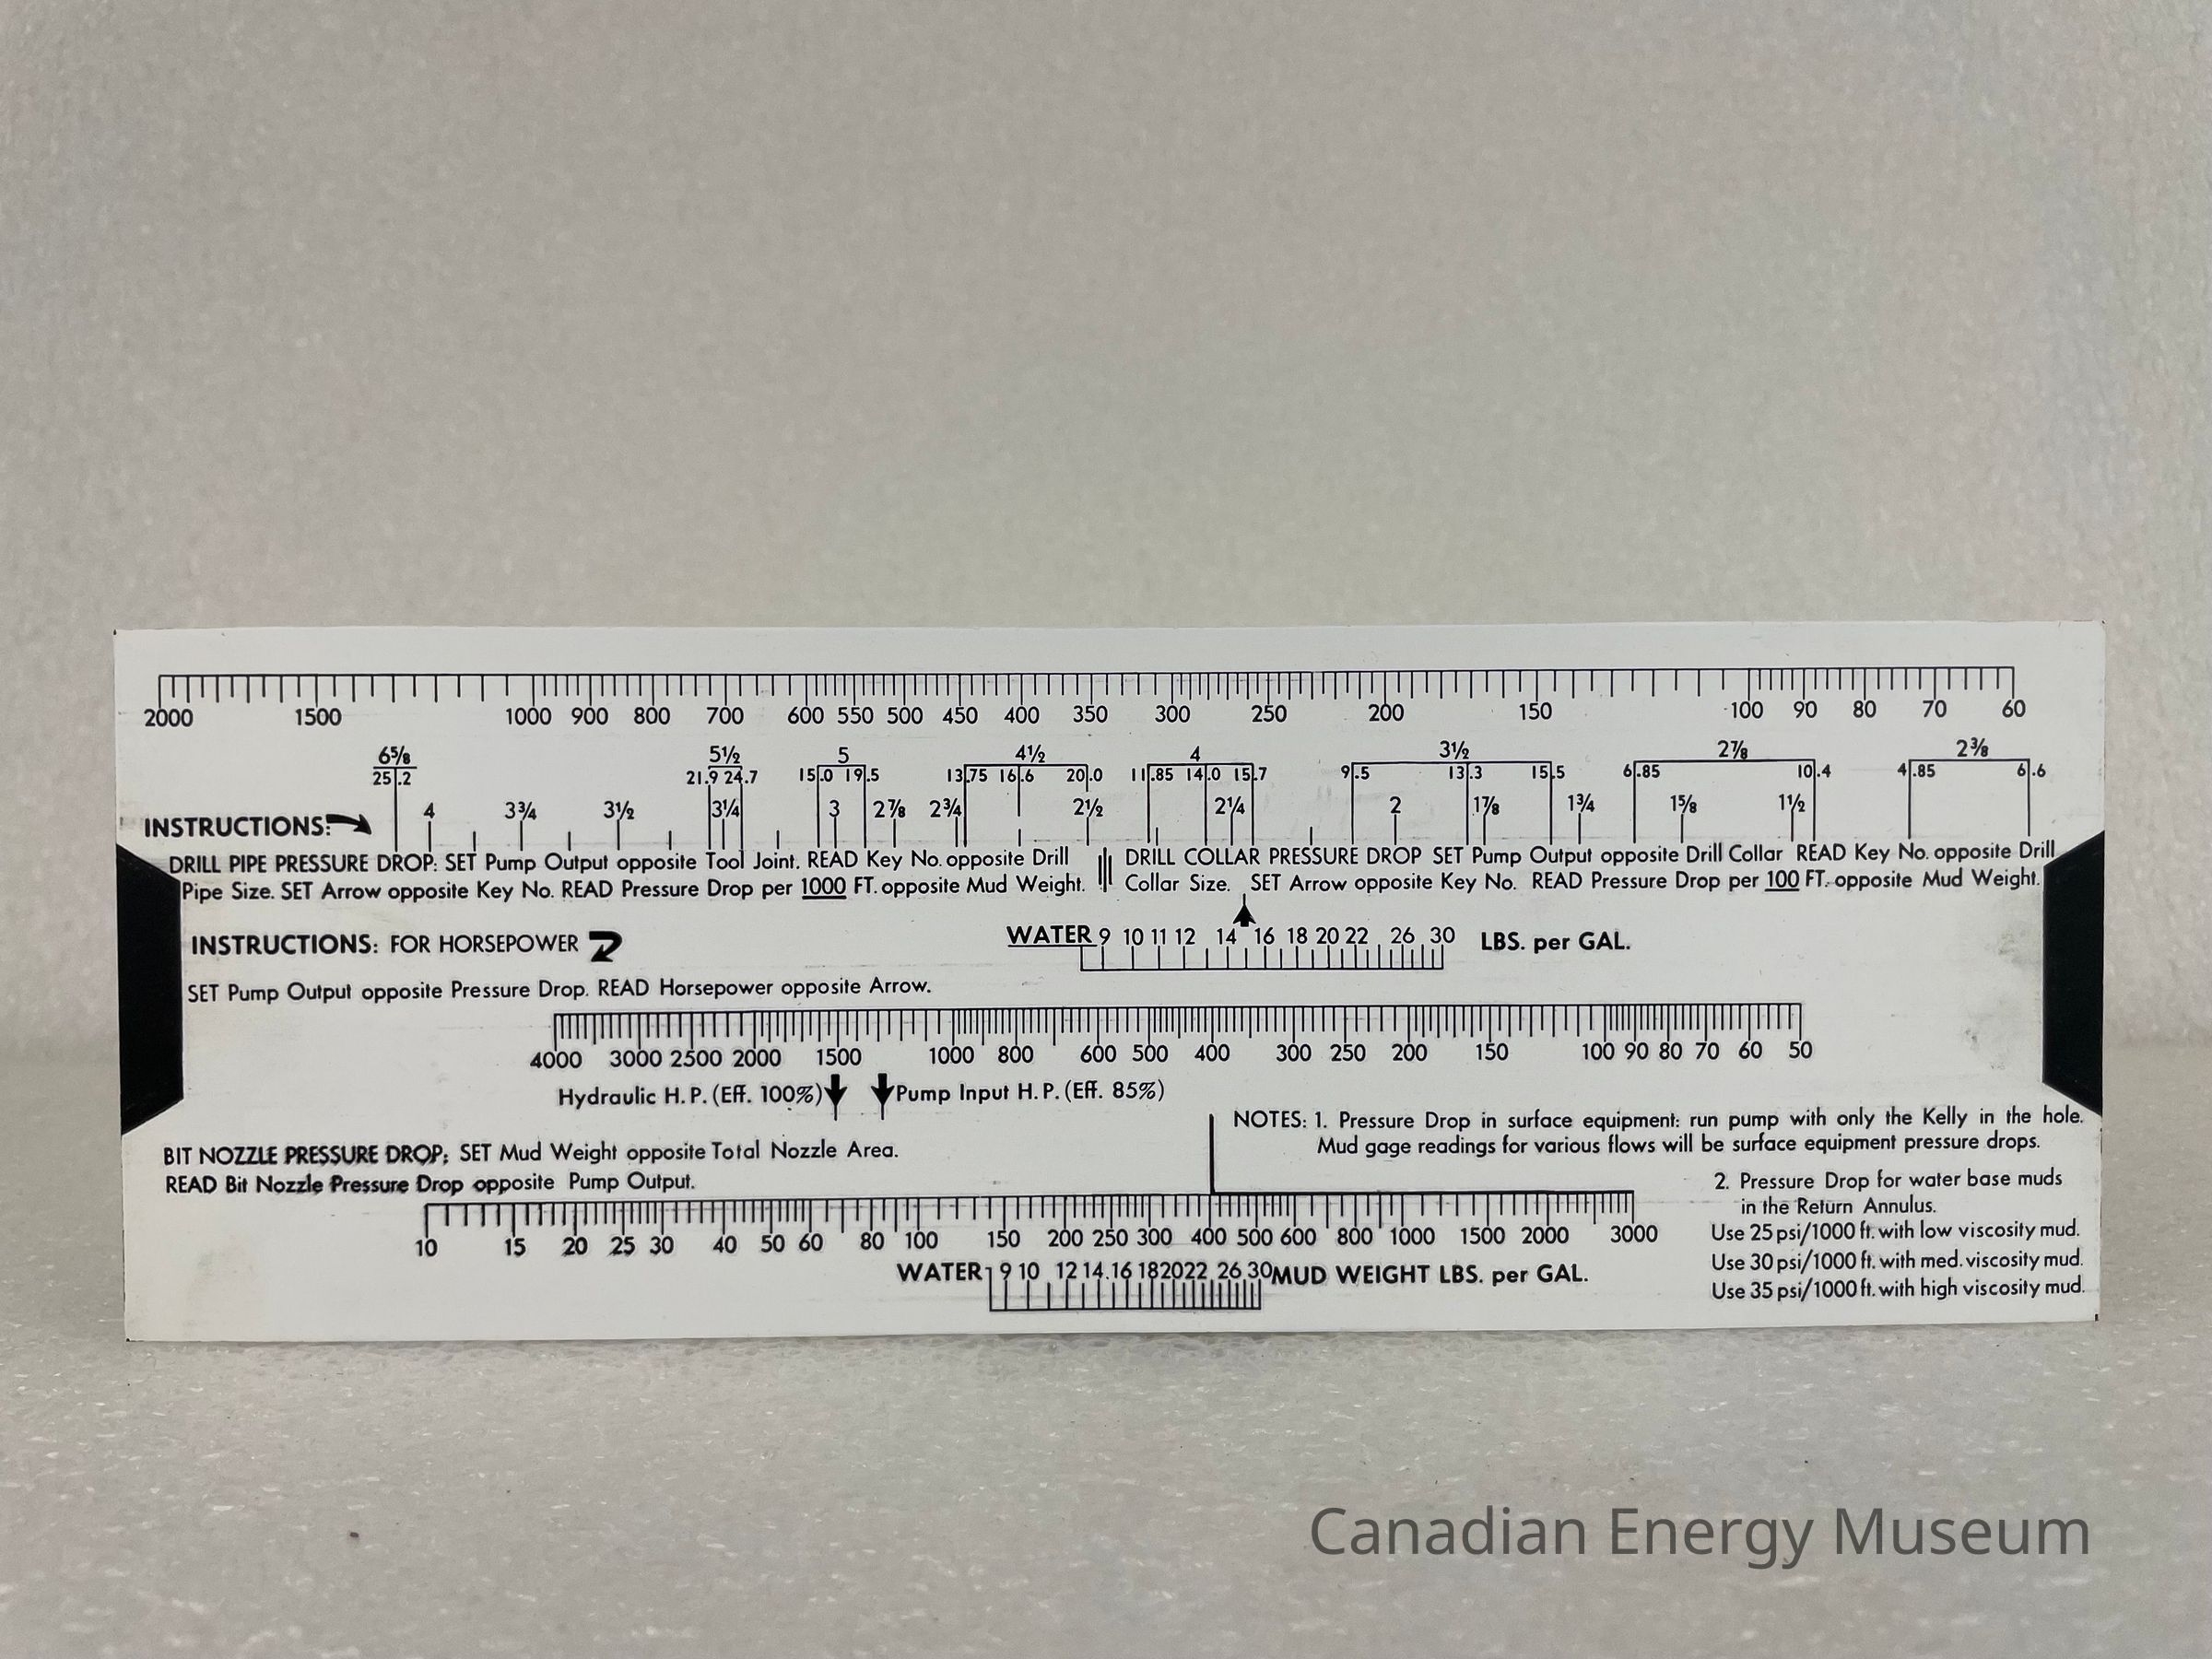 2000 1500 1000 900 800 700 600 550 500 450 400 350 300 250 200 150 100 90 80 70 60
6⅝ 5½ 5 4½ 4 3½ 2⅞ 2⅜
25.2 21.9 24.7 15.0 19.5 13.75 16.6 20.0 11.85 14.0 15.7 9.5 13.3 15.5 6.85 10.4 4.85 6.6
4 3¾ 3½ 3¼ 3 2⅞ 2¾ 2½ 2¼ 2 1⅞ 1¾ 1⅝ 1½
INSTRUCTIONS:
DRILL PIPE PRESSURE DROP: SET Pump Output opposite Tool Joint. READ Key No. opposite Drill
Pipe Size. SET Arrow opposite Key No. READ Pressure Drop per 1000 FT. opposite Mud Weight.
DRILL COLLAR PRESSURE DROP SET Pump Output opposite Drill Collar READ Key No. opposite Drill
Collar Size. SET Arrow opposite Key No. READ Pressure Drop per 100 FT. opposite Mud Weight.
INSTRUCTIONS: FOR HORSEPOWER
WATER 9 10 11 12 14 16 18 20 22 26 30 LBS. per GAL.
SET Pump Output opposite Pressure Drop. READ Horsepower opposite Arrow.
4000 3000 2500 2000 1500 1000 800 600 500 400 300 250 200 150 100 90 80 70 60 50
Hydraulic H.P. (Eff. 100%) Pump Input H.P. (Eff. 85%)
NOTES: 1. Pressure Drop in surface equipment: run pump with only the Kelly in the hole.
Mud gage readings for various flows will be surface equipment pressure drops.
BIT NOZZLE PRESSURE DROP: SET Mud Weight opposite Total Nozzle Area.
READ Bit Nozzle Pressure Drop opposite Pump Output.
2. Pressure Drop for water base muds
in the Return Annulus.
Use 25 psi/1000 ft. with low viscosity mud.
Use 30 psi/1000 ft. with med. viscosity mud.
Use 35 psi/1000 ft. with high viscosity mud.
10 15 20 25 30 40 50 60 80 100 150 200 250 300 400 500 600 800 1000 1500 2000 3000
WATER 9 10 12 14 16 18 20 22 26 30 MUD WEIGHT LBS. per GAL.
Canadian Energy Museum